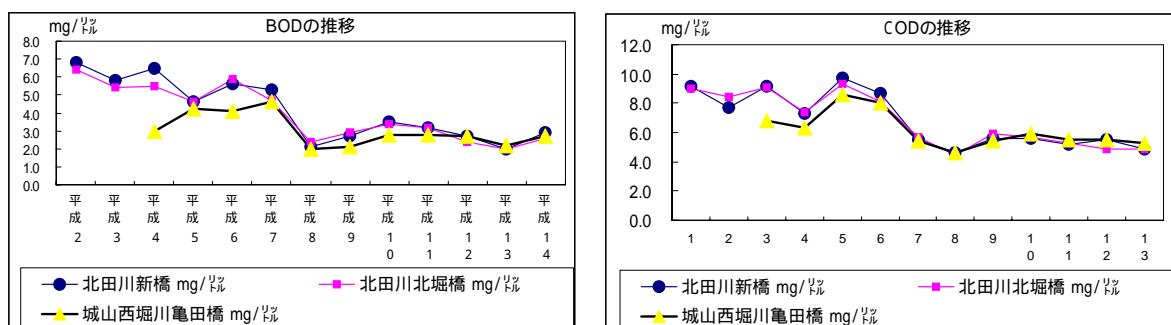 BODの推移
mg/㍑
8.0
7.0
6.0
5.0
4.0
3.0
2.0
1.0
0.0
平成2 平成3 平成4 平成5 平成6 平成7 平成8 平成9 平成10 平成11 平成12 平成13 平成14
北田川新橋 mg/㍑ 北田川北堀橋 mg/㍑
城山西堀川亀田橋 mg/㍑
CODの推移
mg/㍑
12.0
10.0
8.0
6.0
4.0
2.0
0.0
1 2 3 4 5 6 7 8 9 10 11 12 13
北田川新橋 mg/㍑ 北田川北堀橋 mg/㍑
城山西堀川亀田橋 mg/㍑